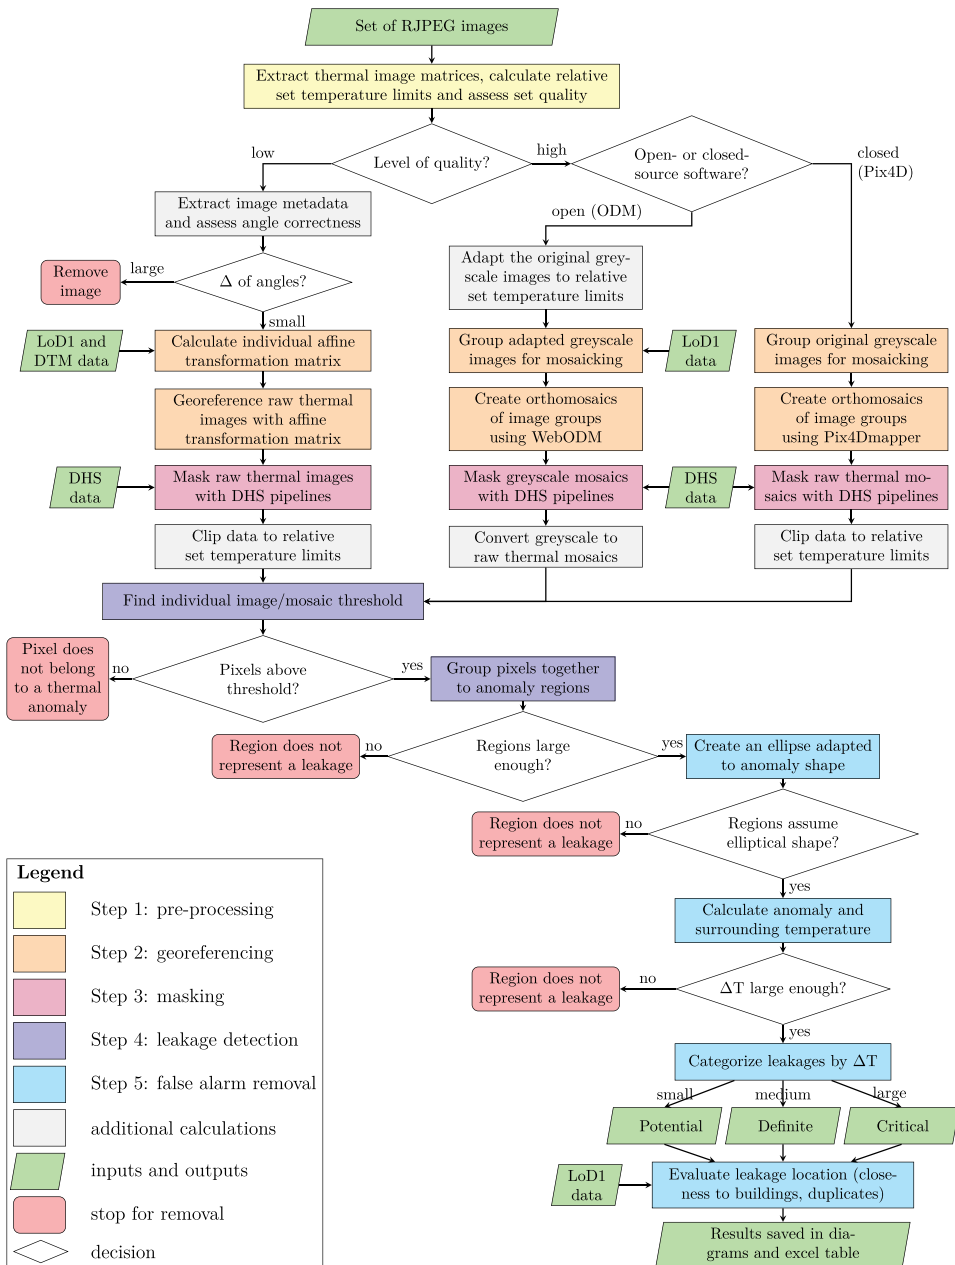 Set of RJPEG images
Extract thermal image matrices, calculate relative
set temperature limits and assess set quality
Level of quality?
low
high
Open- or closed-
source software?
closed
(Pix4D)
open (ODM)
Extract image metadata
and assess angle correctness
Δ of angles?
large
Remove
image
small
Adapt the original grey-
scale images to relative
set temperature limits
LoD1 and
DTM data
Calculate individual affine
transformation matrix
Group adapted greyscale
images for mosaicking
LoD1
data
Group original greyscale
images for mosaicking
Georeference raw thermal
images with affine
transformation matrix
Create orthomosaics
of image groups
using WebODM
Create orthomosaics
of image groups
using Pix4Dmapper
DHS
data
Mask raw thermal images
with DHS pipelines
Mask greyscale mosaics
with DHS pipelines
DHS
data
Mask raw thermal mo-
saics with DHS pipelines
Clip data to relative
set temperature limits
Convert greyscale to
raw thermal mosaics
Clip data to relative
set temperature limits
Find individual image/mosaic threshold
Pixel does
not belong
to a thermal
anomaly
no
Pixels above
threshold?
yes
Group pixels together
to anomaly regions
Region does not
represent a leakage
no
Regions large
enough?
yes
Create an ellipse adapted
to anomaly shape
Region does not
represent a leakage
no
Regions assume
elliptical shape?
yes
Calculate anomaly and
surrounding temperature
Region does not
represent a leakage
no
ΔT large enough?
yes
Categorize leakages by ΔT
small
medium
large
Potential
Definite
Critical
LoD1
data
Evaluate leakage location (close-
ness to buildings, duplicates)
Results saved in dia-
grams and excel table
Legend
Step 1: pre-processing
Step 2: georeferencing
Step 3: masking
Step 4: leakage detection
Step 5: false alarm removal
additional calculations
inputs and outputs
stop for removal
decision